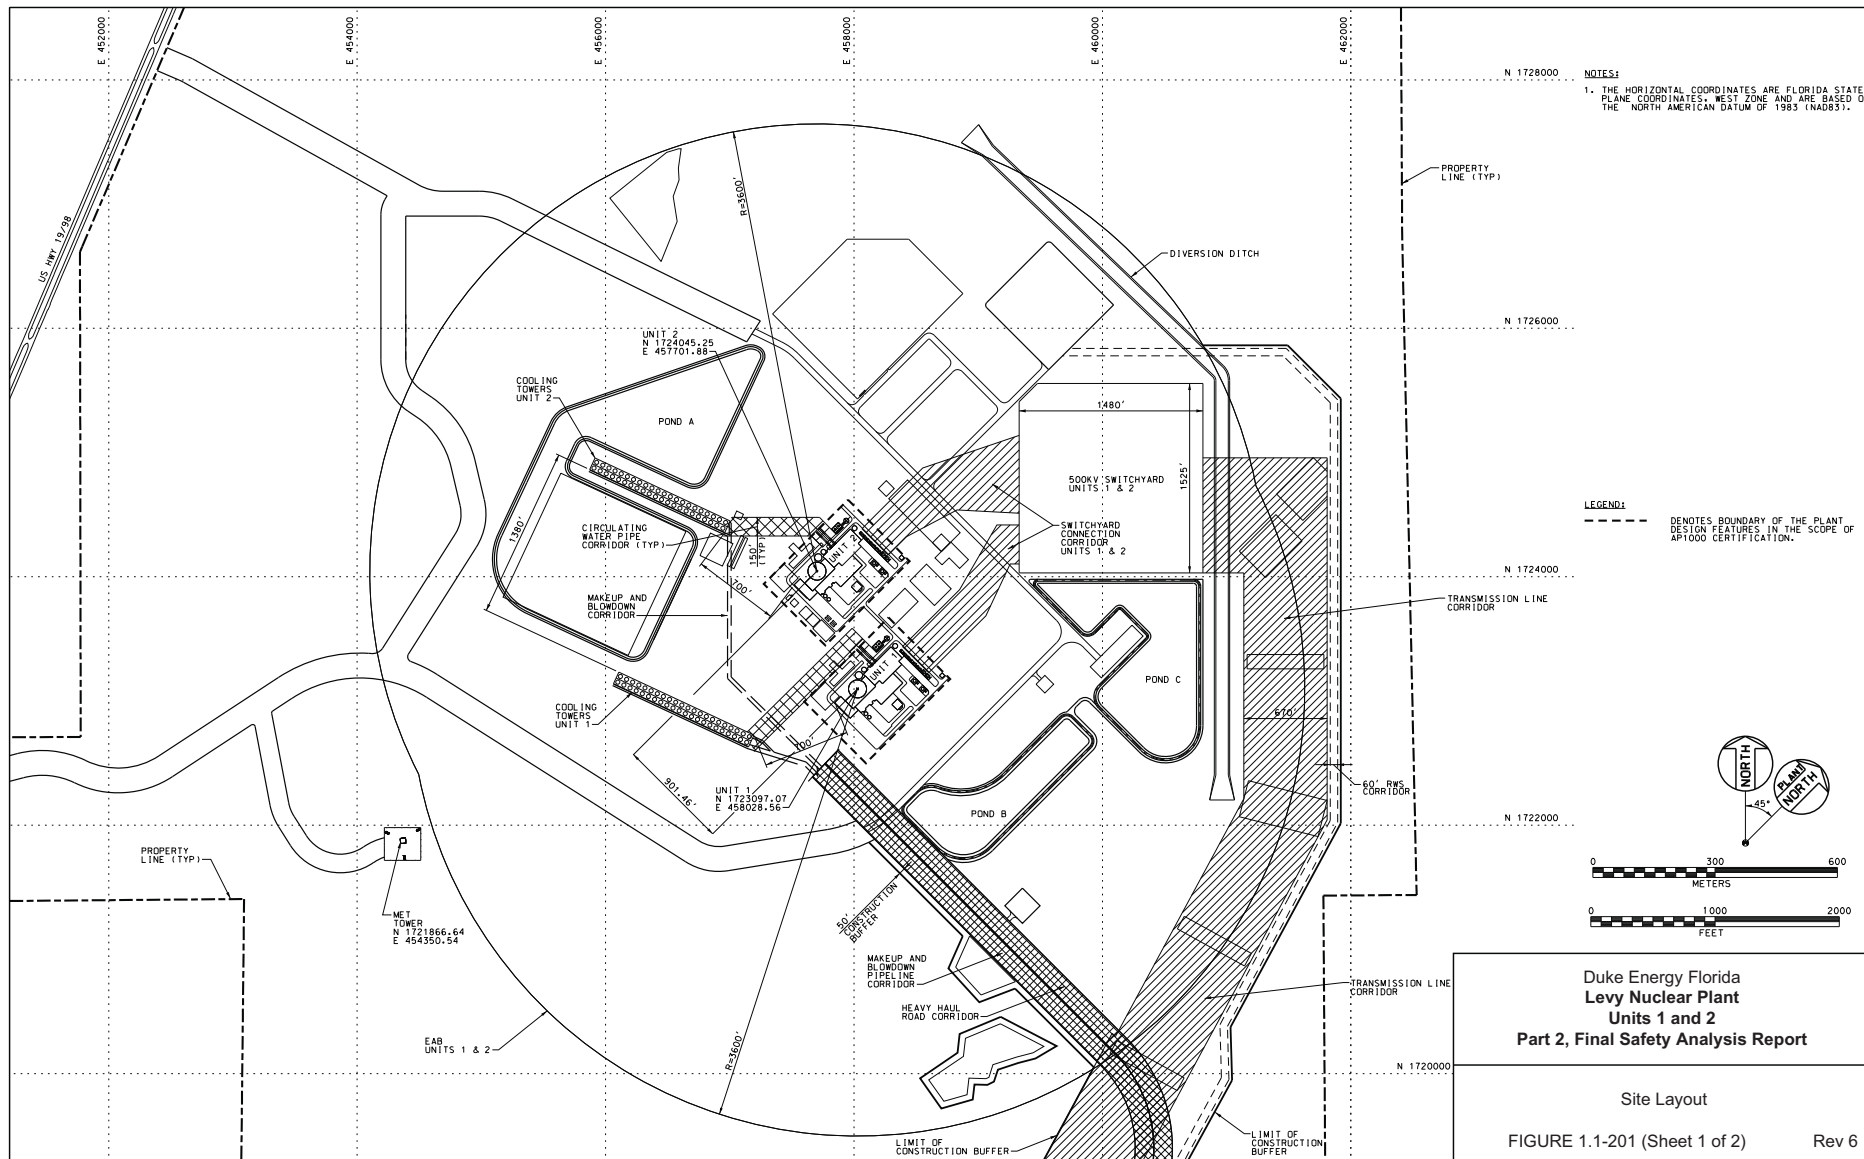 E 452000
E 454000
E 456000
E 458000
E 460000
E 462000
N 1728000
NOTES:
1. THE HORIZONTAL COORDINATES ARE FLORIDA STATE
PLANE COORDINATES, WEST ZONE AND ARE BASED O
THE NORTH AMERICAN DATUM OF 1983 (NAD83).
US HWY 19/98
R=3600'
PROPERTY
LINE (TYP)
DIVERSION DITCH
N 1726000
UNIT 2
N 1724045.25
E 457701.88
COOLING
TOWERS
UNIT 2
POND A
1480'
1525'
500KV SWITCHYARD
UNITS 1 & 2
1380'
CIRCULATING
WATER PIPE
CORRIDOR (TYP)
150'
(TYP)
UNIT 2
SWITCHYARD
CONNECTION
CORRIDOR
UNITS 1 & 2
LEGEND:
DENOTES BOUNDARY OF THE PLANT
DESIGN FEATURES IN THE SCOPE OF
AP1000 CERTIFICATION.
N 1724000
700'
MAKEUP AND
BLOWDOWN
CORRIDOR
TRANSMISSION LINE
CORRIDOR
UNIT 1
POND C
COOLING
TOWERS
UNIT 1
670'
901.46'
UNIT 1
N 1723097.07
E 458028.56
60' RWS
CORRIDOR
NORTH
PLANT
NORTH
45°
POND B
N 1722000
PROPERTY
LINE (TYP)
0 300 600
METERS
0 1000 2000
FEET
MET
TOWER
N 1721866.64
E 454350.54
50'
CONSTRUCTION
BUFFER
MAKEUP AND
BLOWDOWN
PIPELINE
CORRIDOR
HEAVY HAUL
ROAD CORRIDOR
TRANSMISSION LINE
CORRIDOR
EAB
UNITS 1 & 2
R=3600'
N 1720000
LIMIT OF
CONSTRUCTION BUFFER
LIMIT OF
CONSTRUCTION
BUFFER
Duke Energy Florida
Levy Nuclear Plant
Units 1 and 2
Part 2, Final Safety Analysis Report
Site Layout
FIGURE 1.1-201 (Sheet 1 of 2) Rev 6